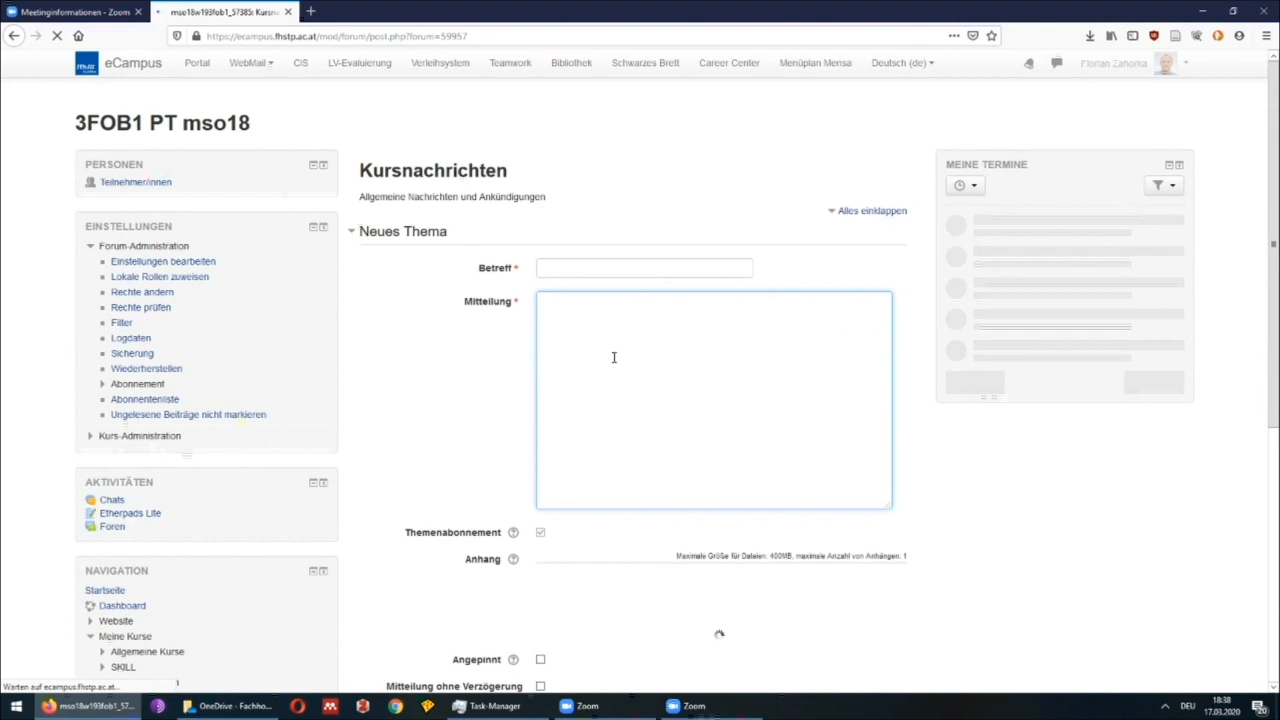 Meetinginformationen - Zoom
mso18w193fob1_57385: Kursna
https://ecampus.fhstp.ac.at/mod/forum/post.php?forum=59957
eCampus Portal WebMail CIS LV-Evaluierung Verleihsystem Teamwork Bibliothek Schwarzes Brett Career Center Menüplan Mensa Deutsch (de) Florian Zahorka
3FOB1 PT mso18
PERSONEN
Teilnehmer/innen
EINSTELLUNGEN
Forum-Administration
Einstellungen bearbeiten
Lokale Rollen zuweisen
Rechte ändern
Rechte prüfen
Filter
Logdaten
Sicherung
Wiederherstellen
Abonnement
Abonnentenliste
Ungelesene Beiträge nicht markieren
Kurs-Administration
AKTIVITÄTEN
Chats
Etherpads Lite
Foren
NAVIGATION
Startseite
Dashboard
Website
Meine Kurse
Allgemeine Kurse
SKILL
Kursnachrichten
Allgemeine Nachrichten und Ankündigungen
Alles einklappen
Neues Thema
Betreff *
Mitteilung *
Themenabonnement
Anhang
Maximale Größe für Dateien: 400MB, maximale Anzahl von Anhängen: 1
Angepinnt
Mitteilung ohne Verzögerung
MEINE TERMINE
Warten auf ecampus.fhstp.ac.at...
mso18w193fob1_57... OneDrive - Fachho... Task-Manager Zoom Zoom
DEU
18:38
17.03.2020
20